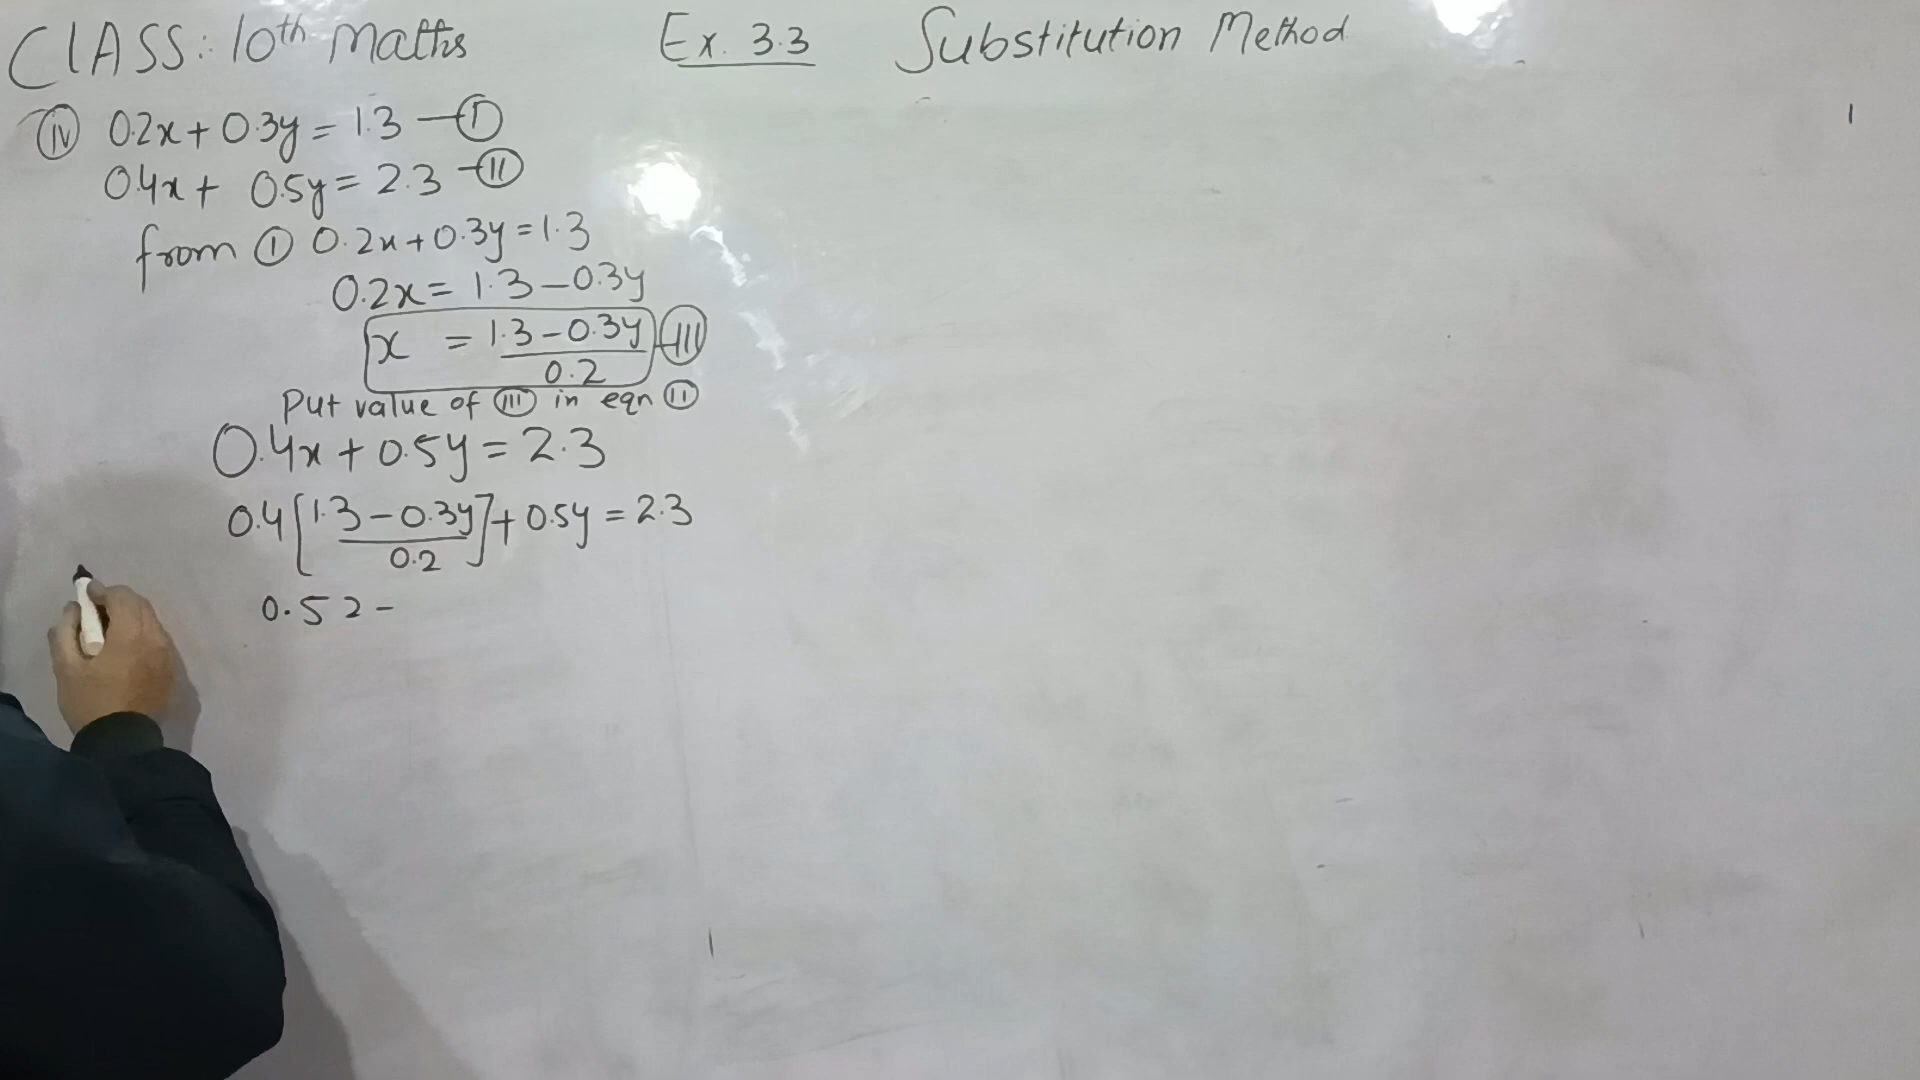 CLASS: 10th Maths Ex. 3.3 Substitution Method
(iv) 0.2x + 0.3y = 1.3 —(I)
0.4x + 0.5y = 2.3 —(II)
from (I) 0.2x + 0.3y = 1.3
0.2x = 1.3 – 0.3y
x = (1.3 – 0.3y)/0.2 —(III)
Put value of (III) in eqn (II)
0.4x + 0.5y = 2.3
0.4[(1.3 – 0.3y)/0.2] + 0.5y = 2.3
0.52 –